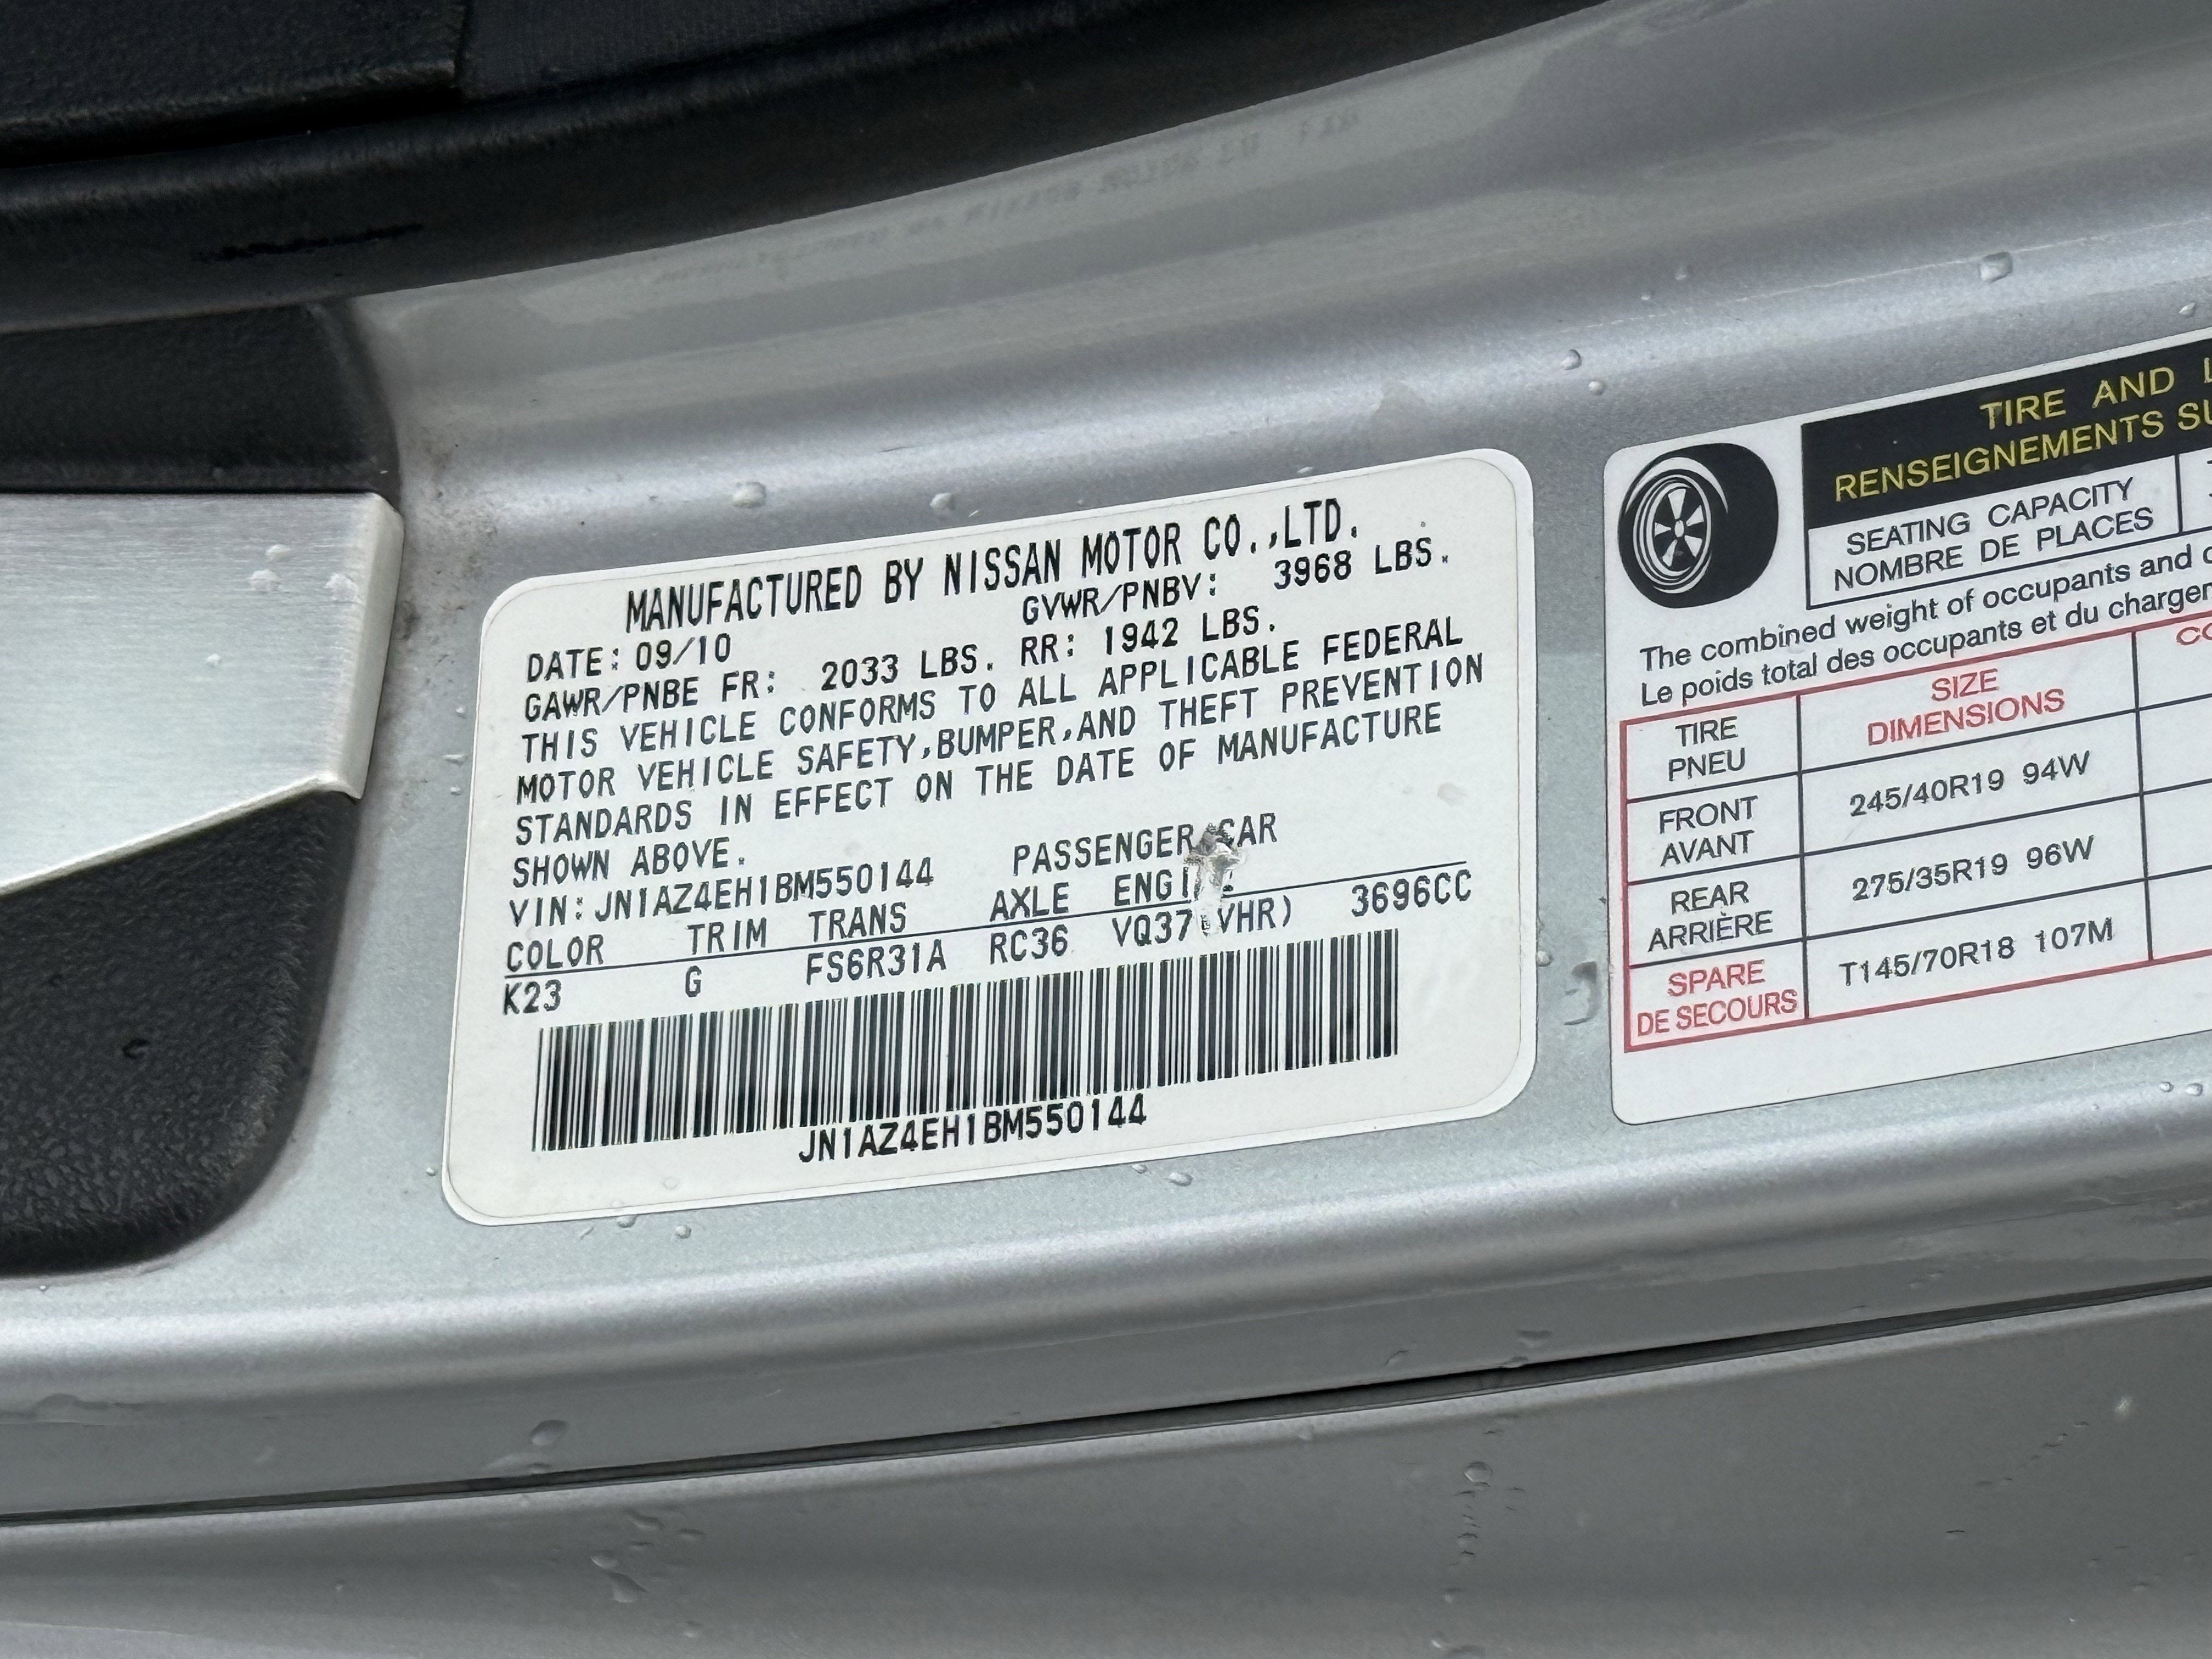 MANUFACTURED BY NISSAN MOTOR CO.,LTD.
DATE: 09/10 GVWR/PNBV: 3968 LBS.
GAWR/PNBE FR: 2033 LBS. RR: 1942 LBS.
THIS VEHICLE CONFORMS TO ALL APPLICABLE FEDERAL
MOTOR VEHICLE SAFETY,BUMPER,AND THEFT PREVENTION
STANDARDS IN EFFECT ON THE DATE OF MANUFACTURE
SHOWN ABOVE.
VIN: JN1AZ4EH1BM550144 PASSENGER CAR
COLOR TRIM TRANS AXLE ENGINE
K23 G FS6R31A RC36 VQ37(VHR) 3696CC
JN1AZ4EH1BM550144
TIRE AND
RENSEIGNEMENTS
SEATING CAPACITY
NOMBRE DE PLACES
The combined weight of occupants and
Le poids total des occupants et du
TIRE PNEU SIZE DIMENSIONS
FRONT AVANT 245/40R19 94W
REAR ARRIÈRE 275/35R19 96W
SPARE DE SECOURS T145/70R18 107M